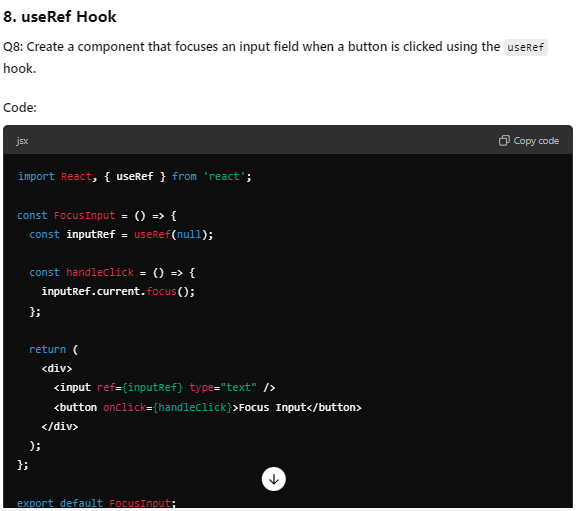 8. useRef Hook
Q8: Create a component that focuses an input field when a button is clicked using the useRef
hook.
Code:
jsx Copy code
import React, { useRef } from 'react';
const FocusInput = () => {
  const inputRef = useRef(null);
  const handleClick = () => {
    inputRef.current.focus();
  };
  return (
    <div>
      <input ref={inputRef} type="text" />
      <button onClick={handleClick}>Focus Input</button>
    </div>
  );
};
export default FocusInput;